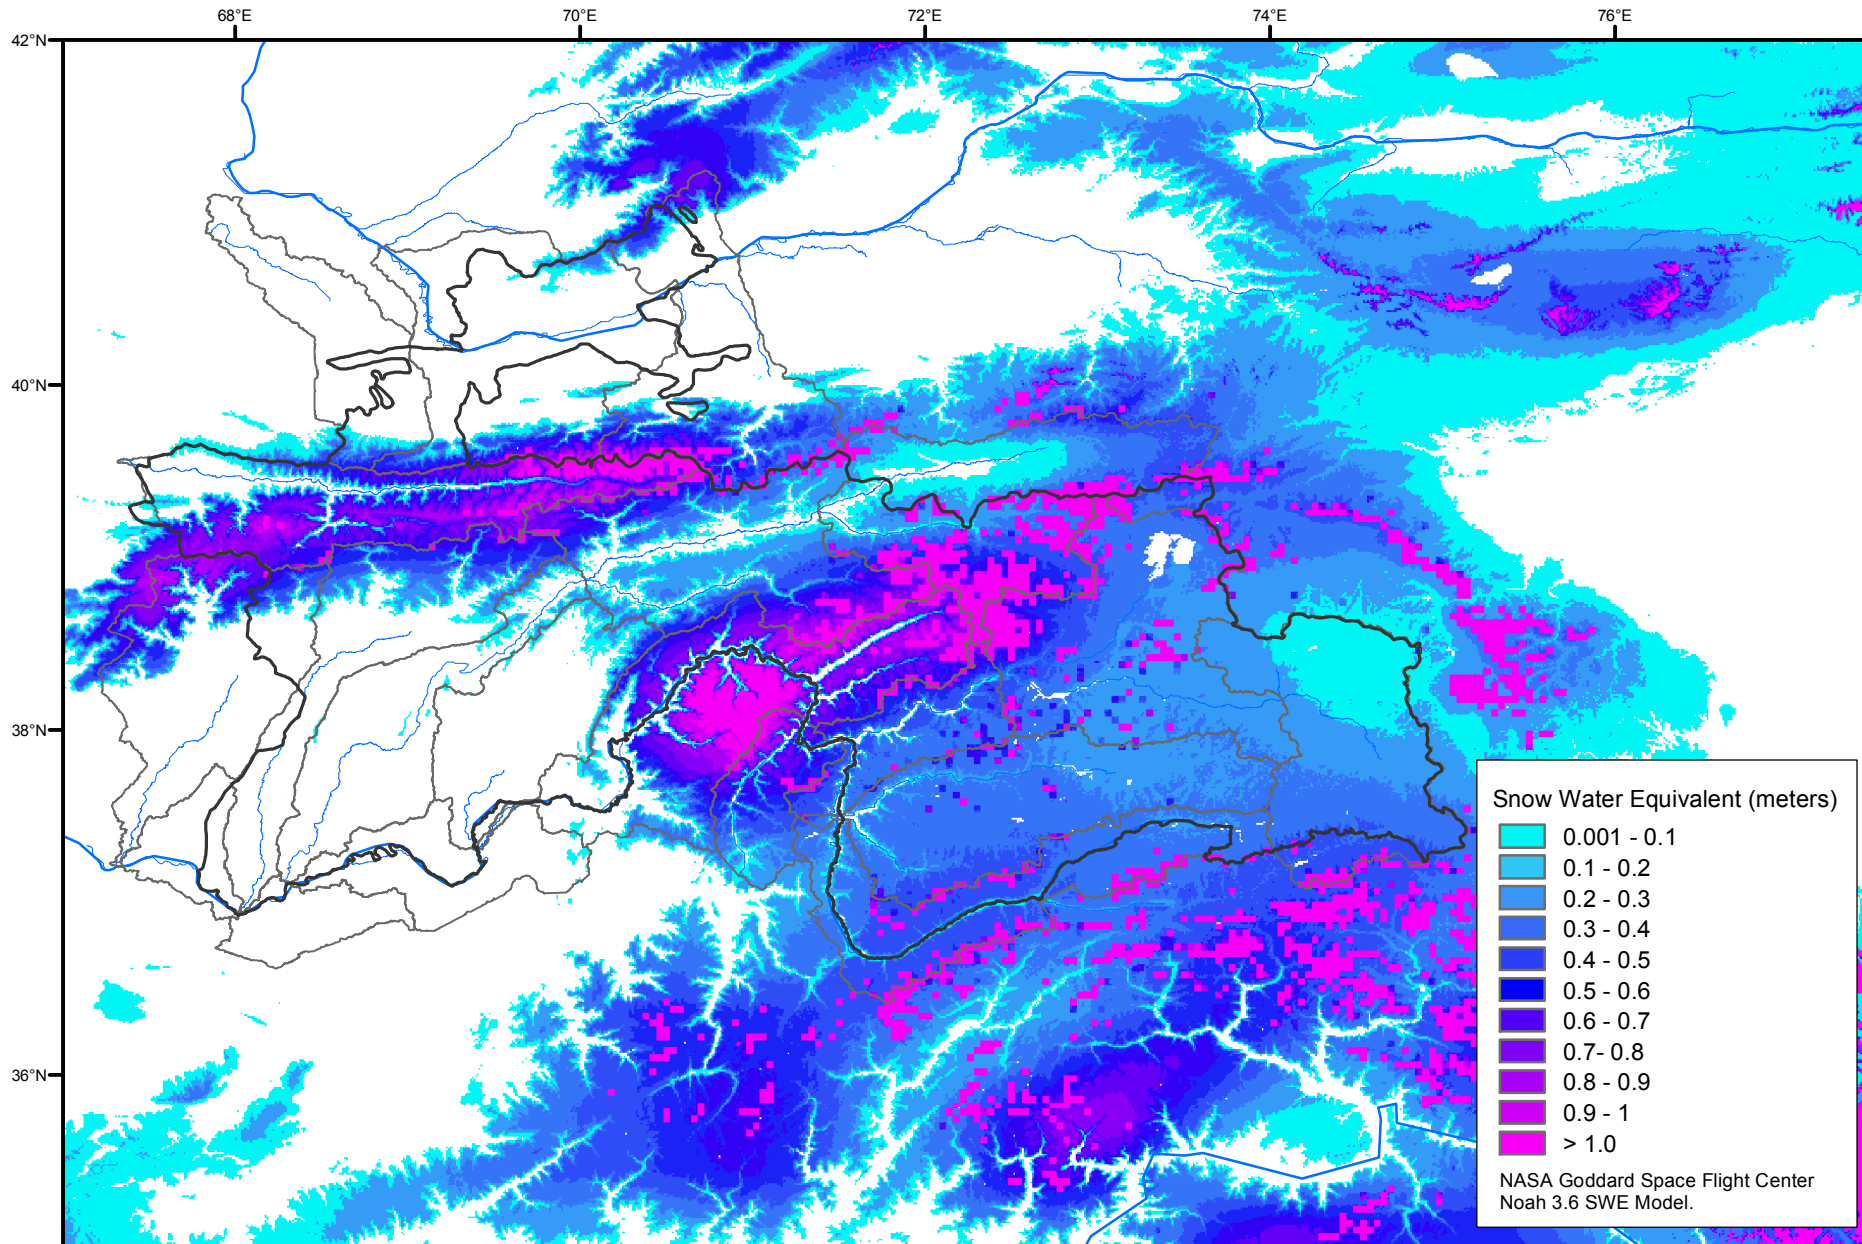 68°E
70°E
72°E
74°E
76°E
42°N
40°N
38°N
36°N
Snow Water Equivalent (meters)
0.001 - 0.1
0.1 - 0.2
0.2 - 0.3
0.3 - 0.4
0.4 - 0.5
0.5 - 0.6
0.6 - 0.7
0.7- 0.8
0.8 - 0.9
0.9 - 1
> 1.0
NASA Goddard Space Flight Center
Noah 3.6 SWE Model.